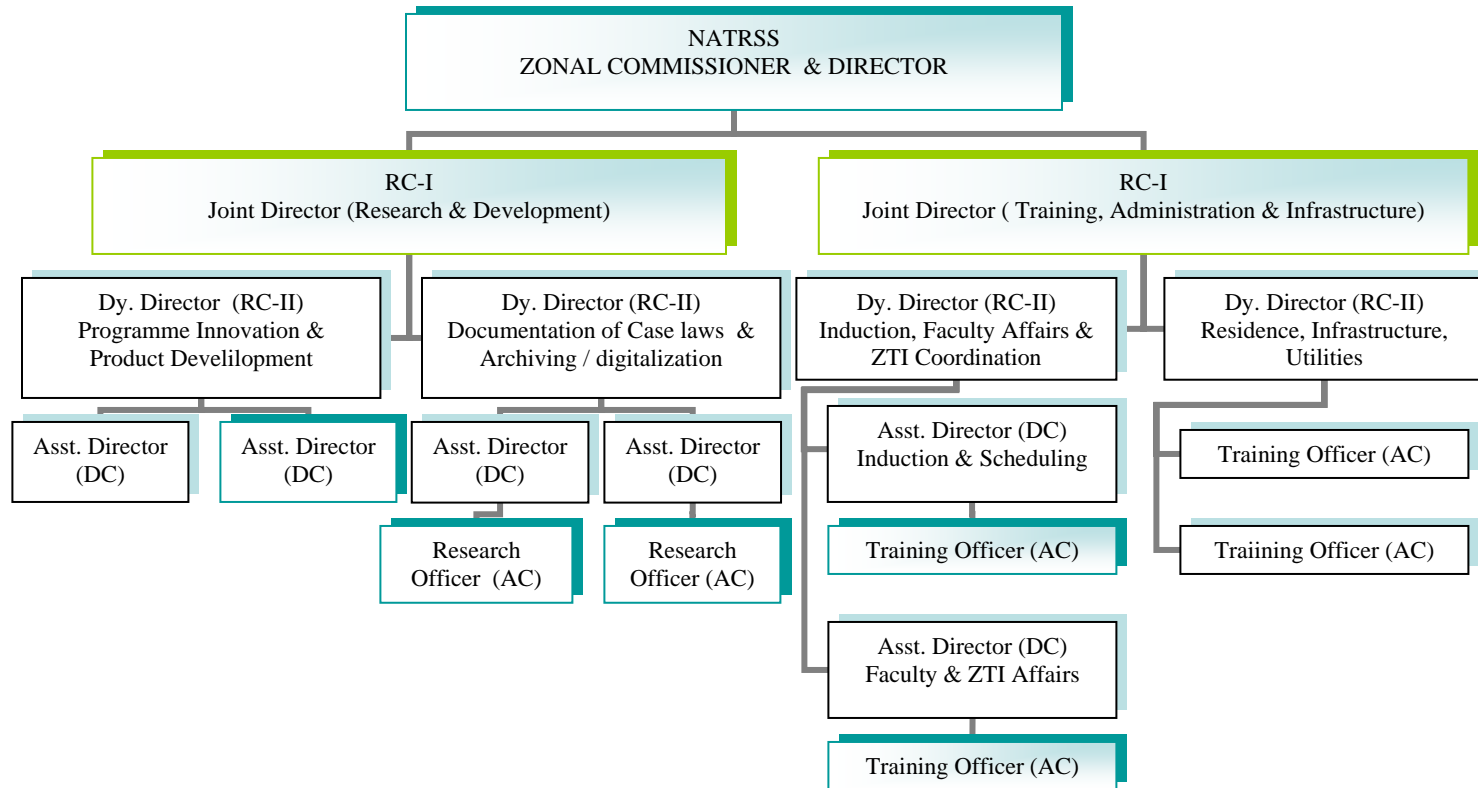 NATRSS
ZONAL COMMISSIONER & DIRECTOR
RC-I
Joint Director (Research & Development)
RC-I
Joint Director ( Training, Administration & Infrastructure)
Dy. Director (RC-II)
Programme Innovation &
Product Develilopment
Dy. Director (RC-II)
Documentation of Case laws &
Archiving / digitalization
Dy. Director (RC-II)
Induction, Faculty Affairs &
ZTI Coordination
Dy. Director (RC-II)
Residence, Infrastructure,
Utilities
Asst. Director
(DC)
Asst. Director
(DC)
Asst. Director
(DC)
Asst. Director
(DC)
Asst. Director (DC)
Induction & Scheduling
Training Officer (AC)
Research
Officer (AC)
Research
Officer (AC)
Training Officer (AC)
Traiining Officer (AC)
Asst. Director (DC)
Faculty & ZTI Affairs
Training Officer (AC)